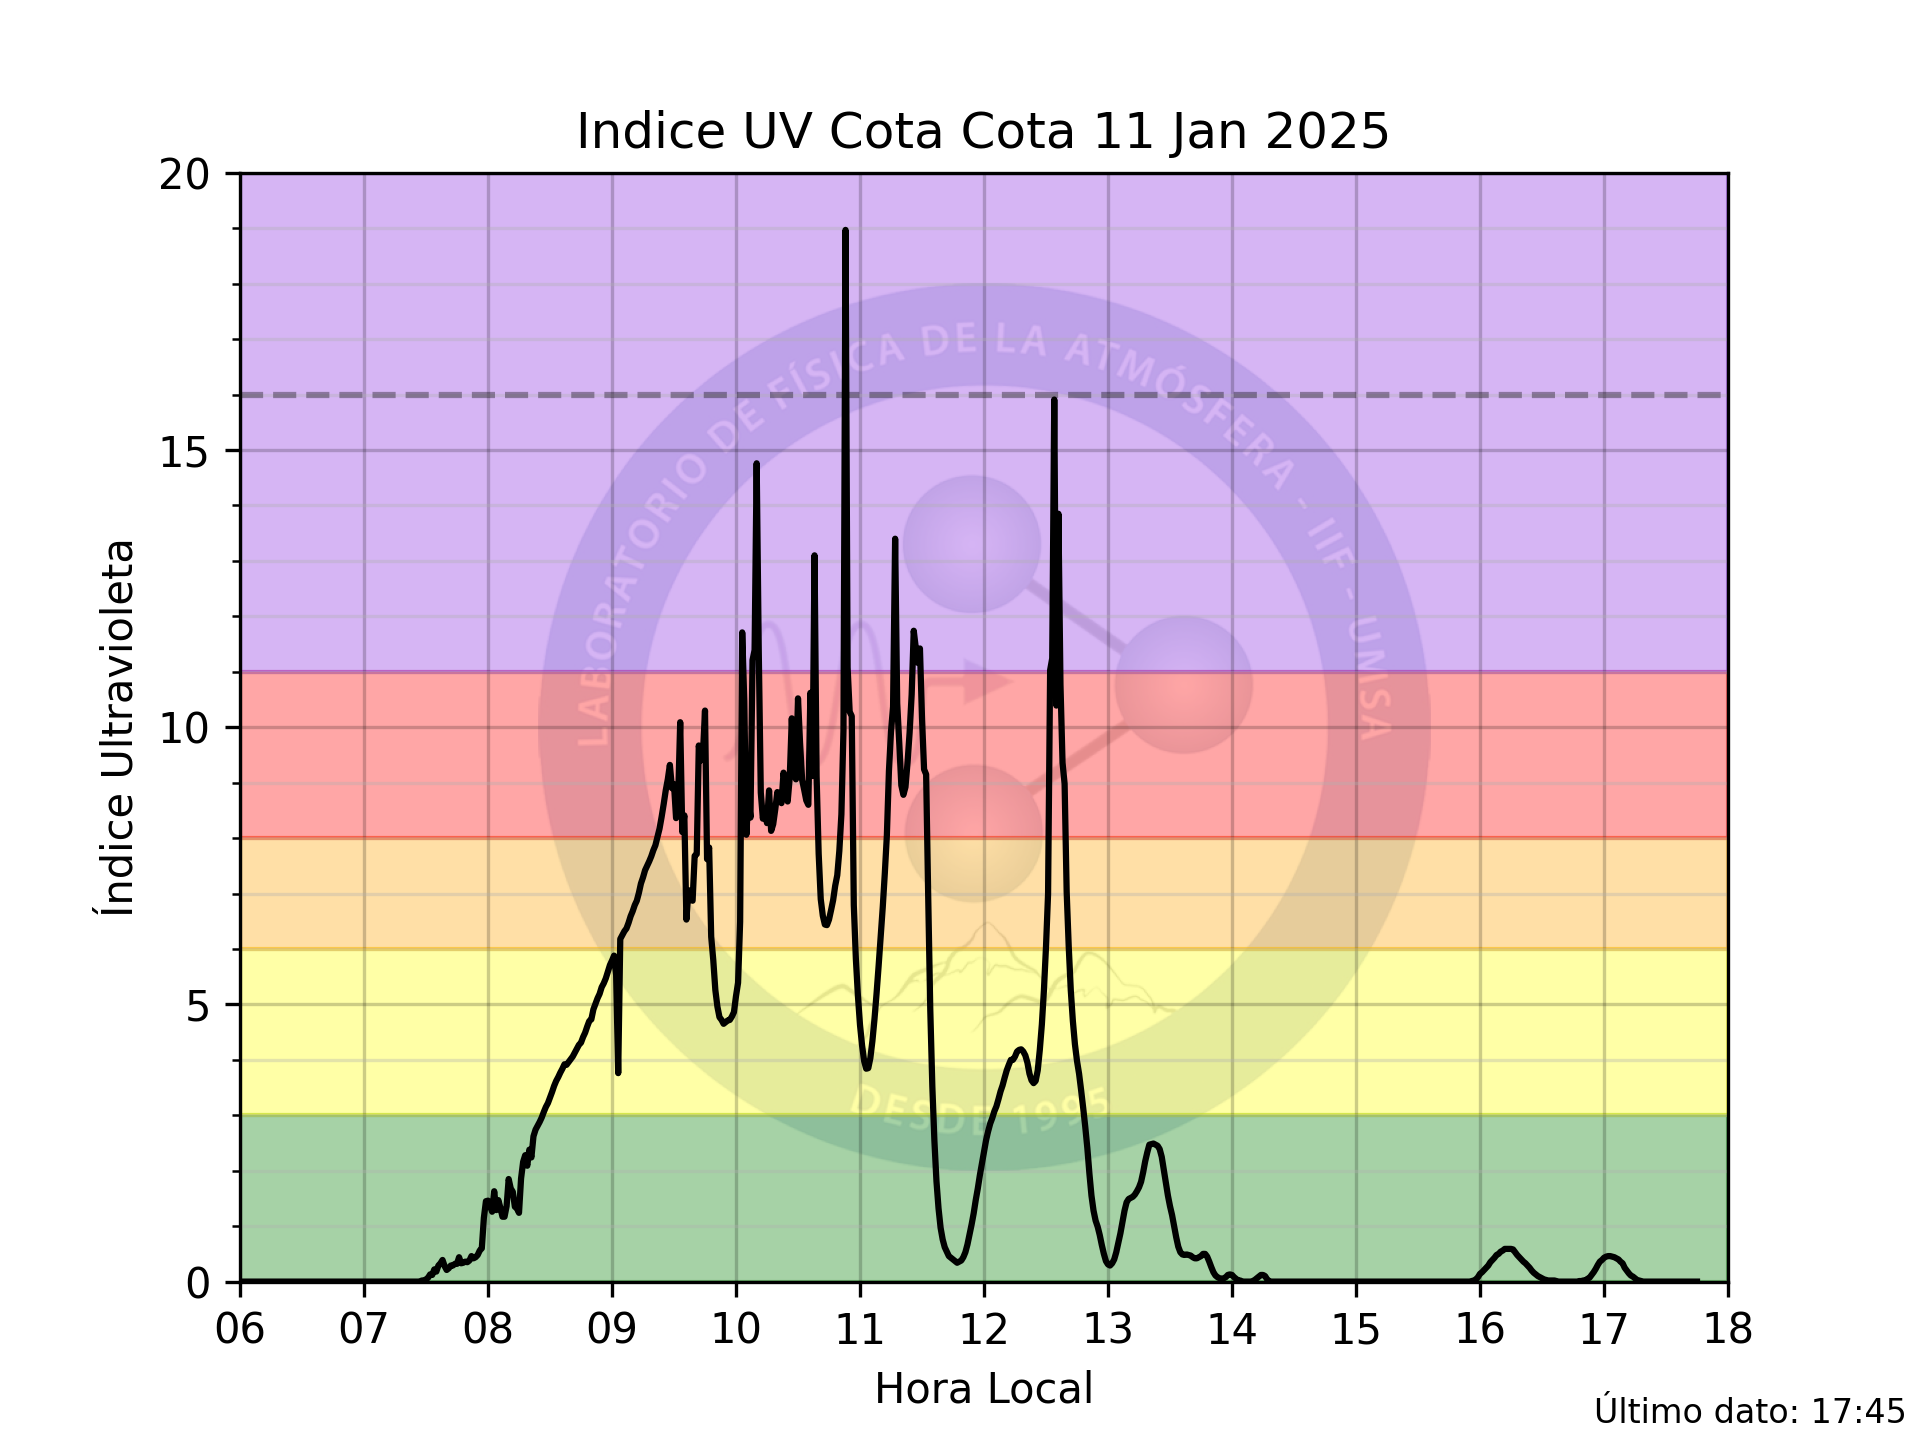 Indice UV Cota Cota 11 Jan 2025
20
15
10
5
0
Índice Ultravioleta
LABORATORIO DE FÍSICA DE LA ATMÓSFERA - IIF - UMSA
DESDE 1995
06 07 08 09 10 11 12 13 14 15 16 17 18
Hora Local
Último dato: 17:45